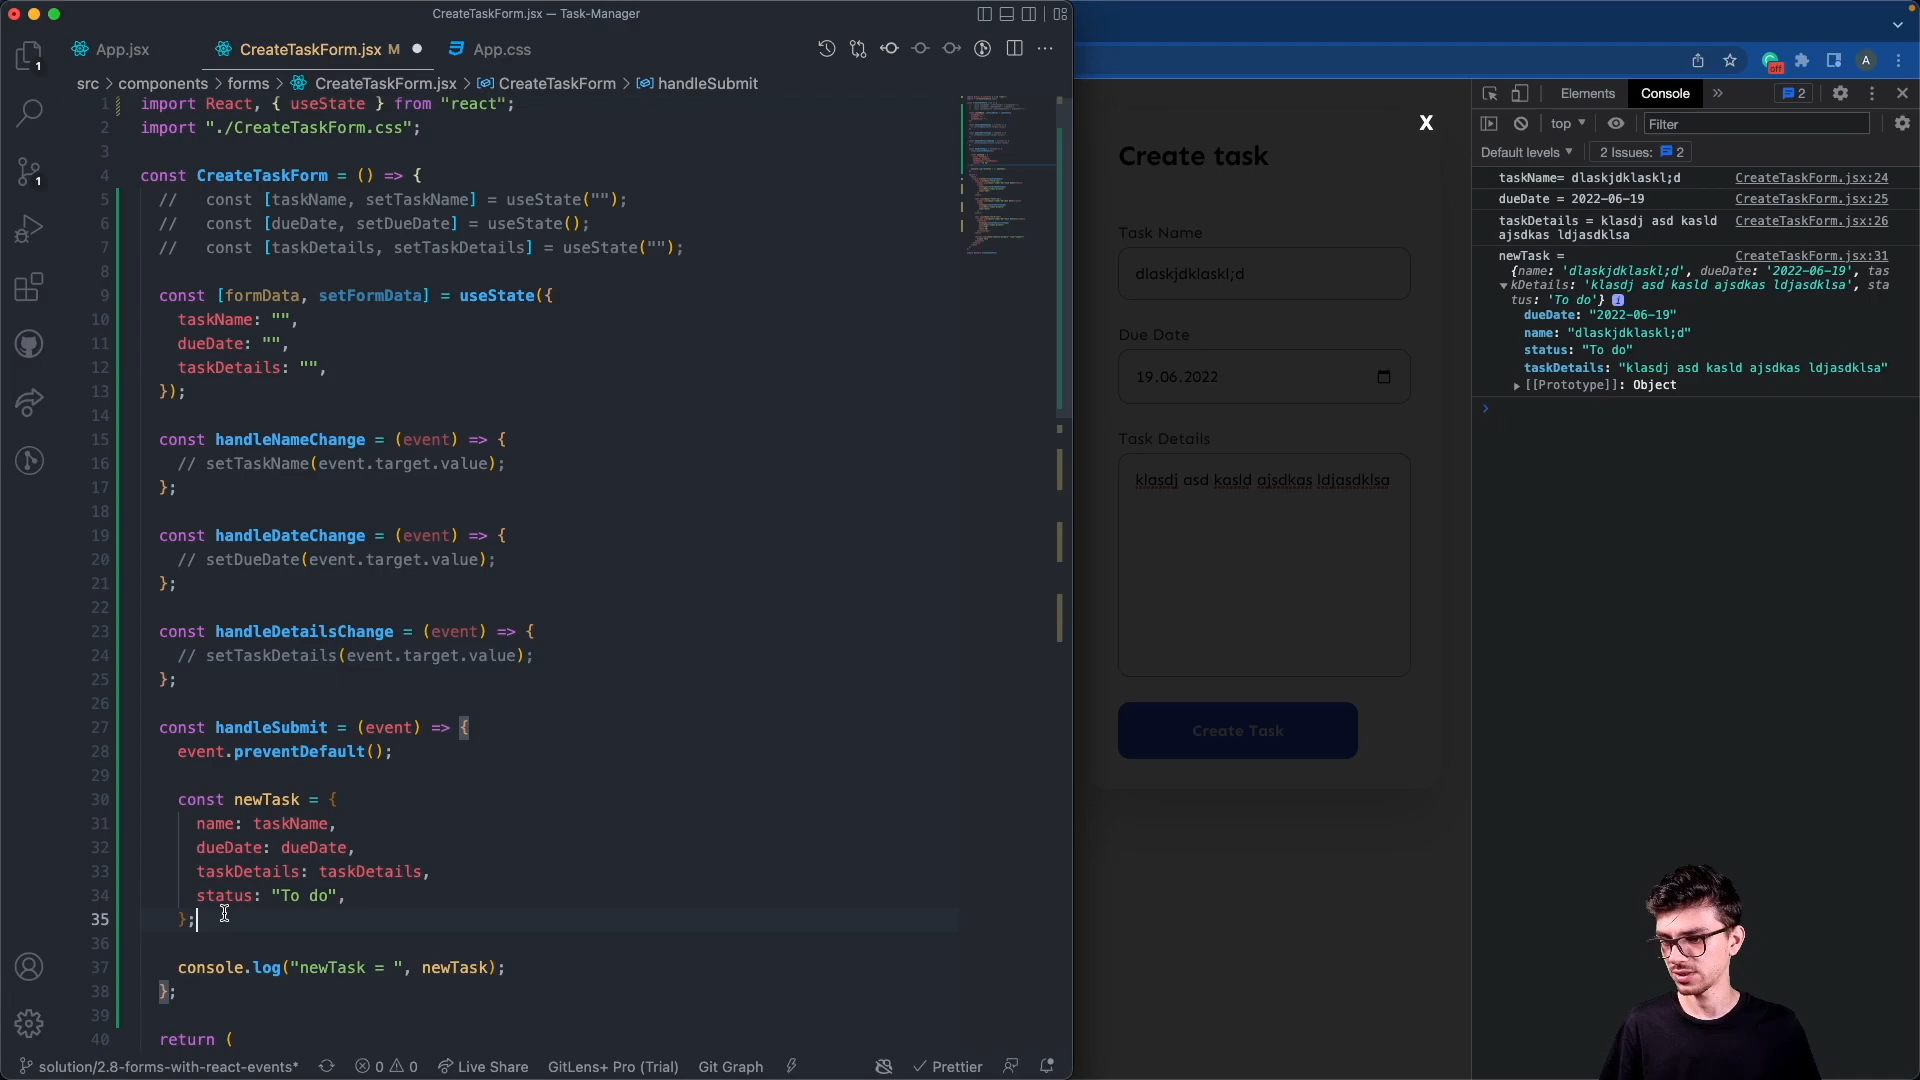 CreateTaskForm.jsx — Task-Manager
App.jsx
CreateTaskForm.jsx M
App.css
src > components > forms > CreateTaskForm.jsx > CreateTaskForm > handleSubmit
1 import React, { useState } from "react";
2 import "./CreateTaskForm.css";
3
4 const CreateTaskForm = () => {
5 // const [taskName, setTaskName] = useState("");
6 // const [dueDate, setDueDate] = useState();
7 // const [taskDetails, setTaskDetails] = useState("");
8
9 const [formData, setFormData] = useState({
10 taskName: "",
11 dueDate: "",
12 taskDetails: "",
13 });
14
15 const handleNameChange = (event) => {
16 // setTaskName(event.target.value);
17 };
18
19 const handleDateChange = (event) => {
20 // setDueDate(event.target.value);
21 };
22
23 const handleDetailsChange = (event) => {
24 // setTaskDetails(event.target.value);
25 };
26
27 const handleSubmit = (event) => {
28 event.preventDefault();
29
30 const newTask = {
31 name: taskName,
32 dueDate: dueDate,
33 taskDetails: taskDetails,
34 status: "To do",
35 };
36
37 console.log("newTask = ", newTask);
38 };
39
40 return (
1
1
solution/2.8-forms-with-react-events*
0 0
Live Share
GitLens+ Pro (Trial)
Git Graph
Prettier
off
A
X
Create task
Task Name
dlaskjdklaskl;d
Due Date
19.06.2022
Task Details
klasdj asd kasld ajsdkas ldjasdklsa
Create Task
Elements
Console
»
2
top
Filter
Default levels
2 Issues: 2
taskName= dlaskjdklaskl;d CreateTaskForm.jsx:24
dueDate = 2022-06-19 CreateTaskForm.jsx:25
taskDetails = klasdj asd kasld CreateTaskForm.jsx:26
ajsdkas ldjasdklsa
newTask = CreateTaskForm.jsx:31
{name: 'dlaskjdklaskl;d', dueDate: '2022-06-19', tas
kDetails: 'klasdj asd kasld ajsdkas ldjasdklsa', sta
tus: 'To do'} i
dueDate: "2022-06-19"
name: "dlaskjdklaskl;d"
status: "To do"
taskDetails: "klasdj asd kasld ajsdkas ldjasdklsa"
[[Prototype]]: Object